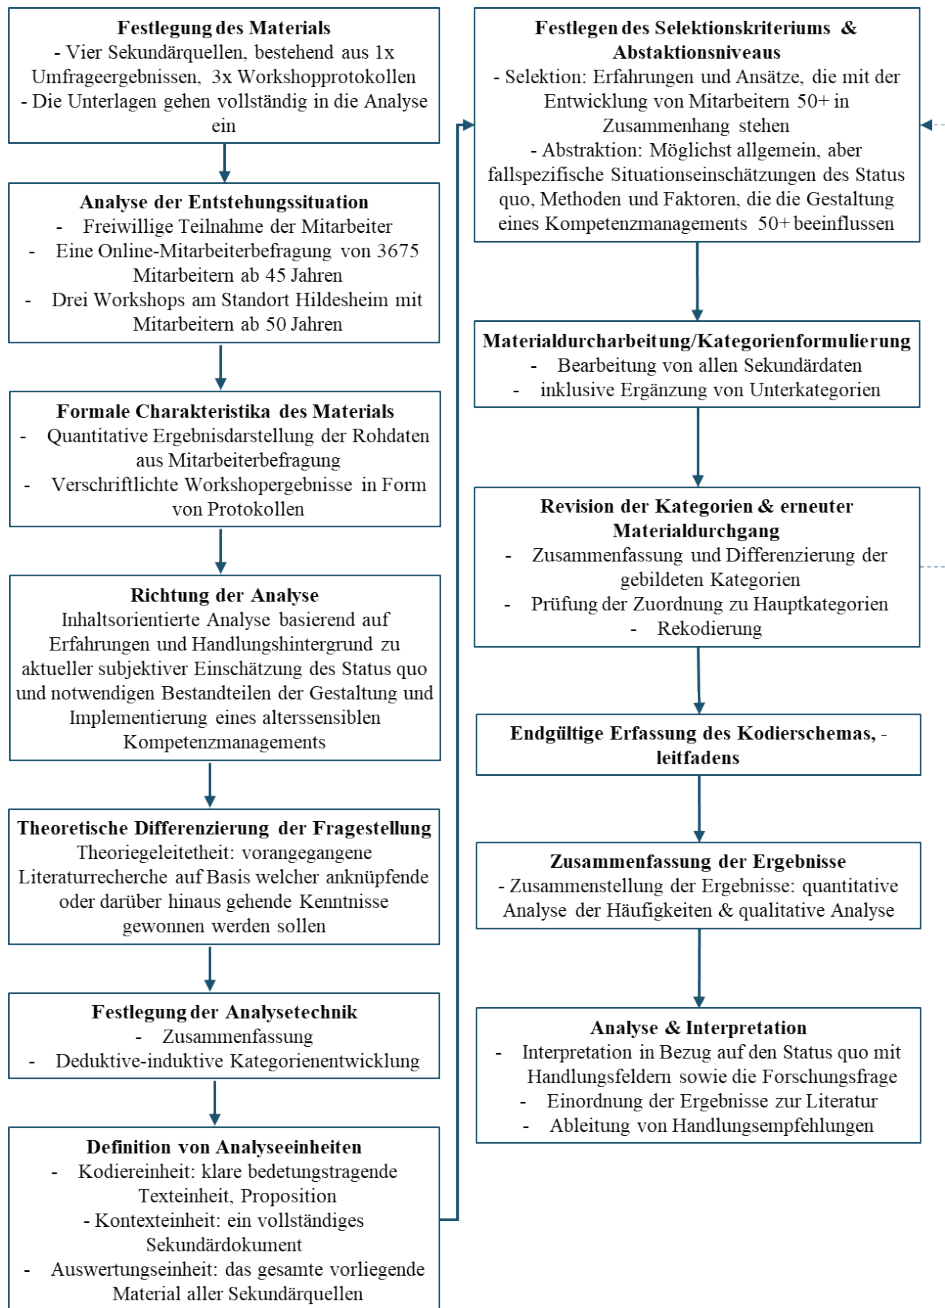 Festlegung des Materials
- Vier Sekundärquellen, bestehend aus 1x
Umfrageergebnissen, 3x Workshopprotokollen
- Die Unterlagen gehen vollständig in die Analyse
ein
Analyse der Entstehungssituation
- Freiwillige Teilnahme der Mitarbeiter
- Eine Online-Mitarbeiterbefragung von 3675
Mitarbeitern ab 45 Jahren
- Drei Workshops am Standort Hildesheim mit
Mitarbeitern ab 50 Jahren
Formale Charakteristika des Materials
- Quantitative Ergebnisdarstellung der Rohdaten
aus Mitarbeiterbefragung
- Verschriftlichte Workshopergebnisse in Form
von Protokollen
Richtung der Analyse
Inhaltsorientierte Analyse basierend auf
Erfahrungen und Handlungshintergrund zu
aktueller subjektiver Einschätzung des Status quo
und notwendigen Bestandteilen der Gestaltung und
Implementierung eines alterssensiblen
Kompetenzmanagements
Theoretische Differenzierung der Fragestellung
Theoriegeleitetheit: vorangegangene
Literaturrecherche auf Basis welcher anknüpfende
oder darüber hinaus gehende Kenntnisse
gewonnen werden sollen
Festlegung der Analysetechnik
- Zusammenfassung
- Deduktive-induktive Kategorienentwicklung
Definition von Analyseeinheiten
- Kodiereinheit: klare bedetungstragende
Texteinheit, Proposition
- Kontexteinheit: ein vollständiges
Sekundärdokument
- Auswertungseinheit: das gesamte vorliegende
Material aller Sekundärquellen
Festlegen des Selektionskriteriums &
Abstaktionsniveaus
- Selektion: Erfahrungen und Ansätze, die mit der
Entwicklung von Mitarbeitern 50+ in
Zusammenhang stehen
- Abstraktion: Möglichst allgemein, aber
fallspezifische Situationseinschätzungen des Status
quo, Methoden und Faktoren, die die Gestaltung
eines Kompetenzmanagements 50+ beeinflussen
Materialdurcharbeitung/Kategorienformulierung
- Bearbeitung von allen Sekundärdaten
- inklusive Ergänzung von Unterkategorien
Revision der Kategorien & erneuter
Materialdurchgang
- Zusammenfassung und Differenzierung der
gebildeten Kategorien
- Prüfung der Zuordnung zu Hauptkategorien
- Rekodierung
Endgültige Erfassung des Kodierschemas, -
leitfadens
Zusammenfassung der Ergebnisse
- Zusammenstellung der Ergebnisse: quantitative
Analyse der Häufigkeiten & qualitative Analyse
Analyse & Interpretation
- Interpretation in Bezug auf den Status quo mit
Handlungsfeldern sowie die Forschungsfrage
- Einordnung der Ergebnisse zur Literatur
- Ableitung von Handlungsempfehlungen